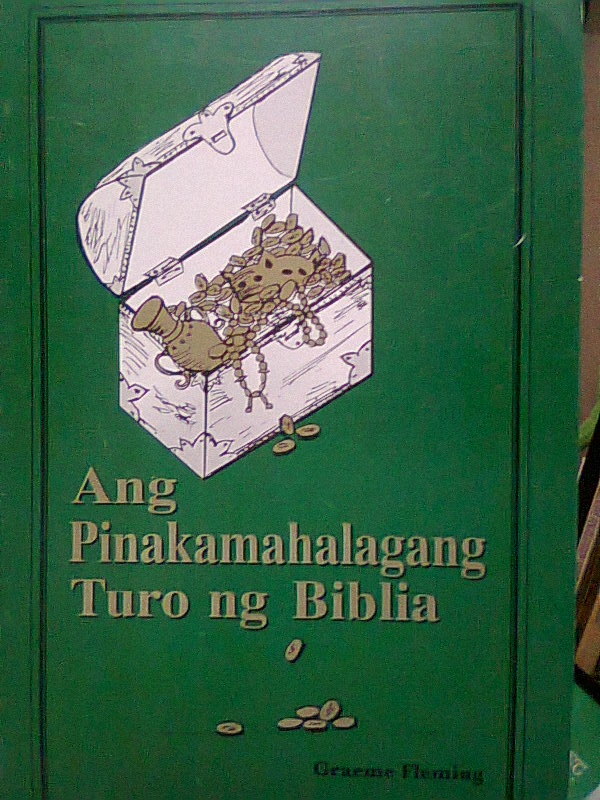 Ang
Pinakamahalagang
Turo ng Biblia
Graeme Fleming